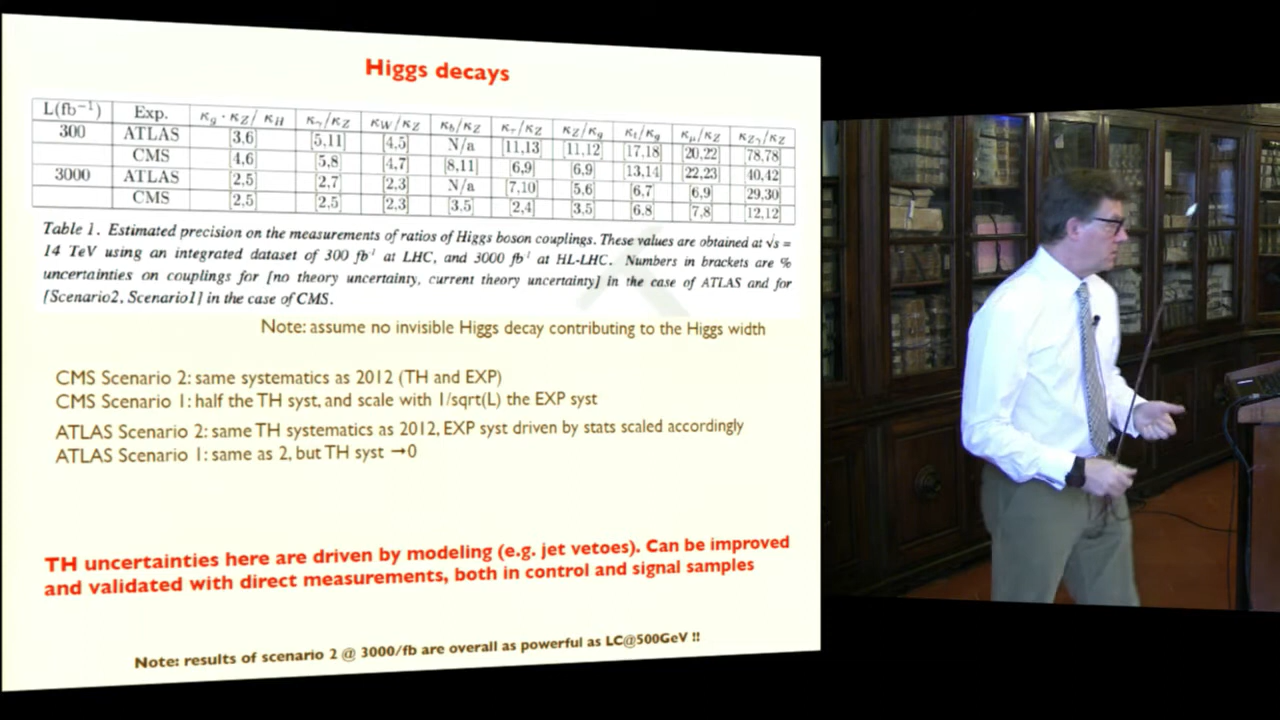 Higgs decays
L(fb⁻¹) Exp. κg · κZ / κH κγ/κZ κW/κZ κb/κZ κτ/κZ κZ/κg κt/κg κμ/κZ κZγ/κZ
300 ATLAS [3,6] [5,11] [4,5] N/a [11,13] [11,12] [17,18] [20,22] [78,78]
CMS [4,6] [5,8] [4,7] [8,11] [6,9] [6,9] [13,14] [22,23] [40,42]
3000 ATLAS [2,5] [2,7] [2,3] N/a [7,10] [5,6] [6,7] [6,9] [29,30]
CMS [2,5] [2,5] [2,3] [3,5] [2,4] [3,5] [6,8] [7,8] [12,12]
Table 1. Estimated precision on the measurements of ratios of Higgs boson couplings. These values are obtained at √s =
14 TeV using an integrated dataset of 300 fb⁻¹ at LHC, and 3000 fb⁻¹ at HL-LHC. Numbers in brackets are %
uncertainties on couplings for [no theory uncertainty, current theory uncertainty] in the case of ATLAS and for
[Scenario2, Scenario1] in the case of CMS.
Note: assume no invisible Higgs decay contributing to the Higgs width
CMS Scenario 2: same systematics as 2012 (TH and EXP)
CMS Scenario 1: half the TH syst, and scale with 1/sqrt(L) the EXP syst
ATLAS Scenario 2: same TH systematics as 2012, EXP syst driven by stats scaled accordingly
ATLAS Scenario 1: same as 2, but TH syst →0
TH uncertainties here are driven by modeling (e.g. jet vetoes). Can be improved
and validated with direct measurements, both in control and signal samples
Note: results of scenario 2 @ 3000/fb are overall as powerful as LC@500GeV !!